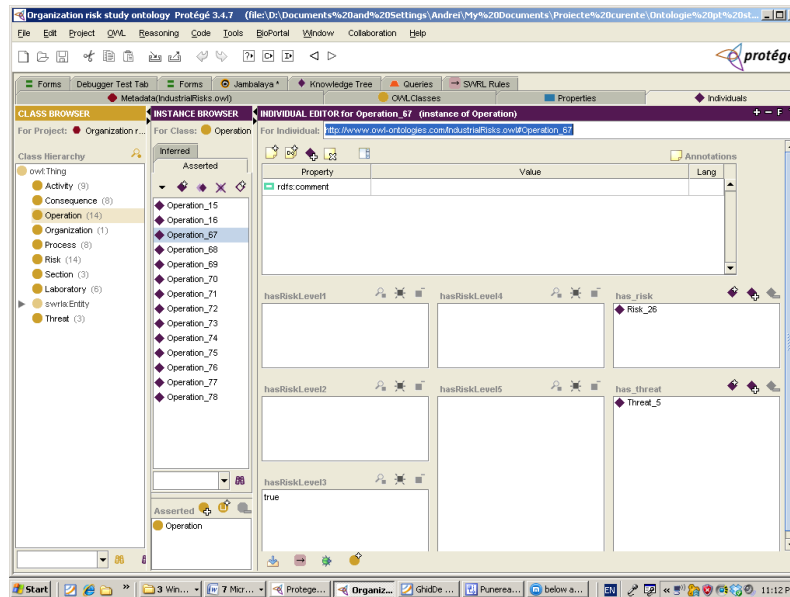 Organization risk study ontology Protégé 3.4.7 (file:\D:\Documents%20and%20Settings\Andrei\My%20Documents\Proiecte%20curente\Ontologie%20pt%20st...
File Edit Project OWL Reasoning Code Tools BioPortal Window Collaboration Help
protégé
Forms Debugger Test Tab Forms Jambalaya * Knowledge Tree Queries SWRL Rules
Metadata(IndustrialRisks.owl) OWLClasses Properties Individuals
CLASS BROWSER
For Project: Organization r...
Class Hierarchy
owl:Thing
Activity (9)
Consequence (8)
Operation (14)
Organization (1)
Process (8)
Risk (14)
Section (3)
Laboratory (6)
swrla:Entity
Threat (3)
INSTANCE BROWSER
For Class: Operation
Inferred
Asserted
Operation_15
Operation_16
Operation_67
Operation_68
Operation_69
Operation_70
Operation_71
Operation_72
Operation_73
Operation_74
Operation_75
Operation_76
Operation_77
Operation_78
Asserted
Operation
INDIVIDUAL EDITOR for Operation_67 (instance of Operation) + - F
For Individual: http://www.owl-ontologies.com/IndustrialRisks.owl#Operation_67
Annotations
Property Value Lang
rdfs:comment
hasRiskLevel1 hasRiskLevel4 has_risk
Risk_26
hasRiskLevel2 hasRiskLevel5 has_threat
Threat_5
hasRiskLevel3
true
Start 3 Win... 7 Micr... Protege... Organiz... GhidDe ... Punerea... below a... EN 11:12 P